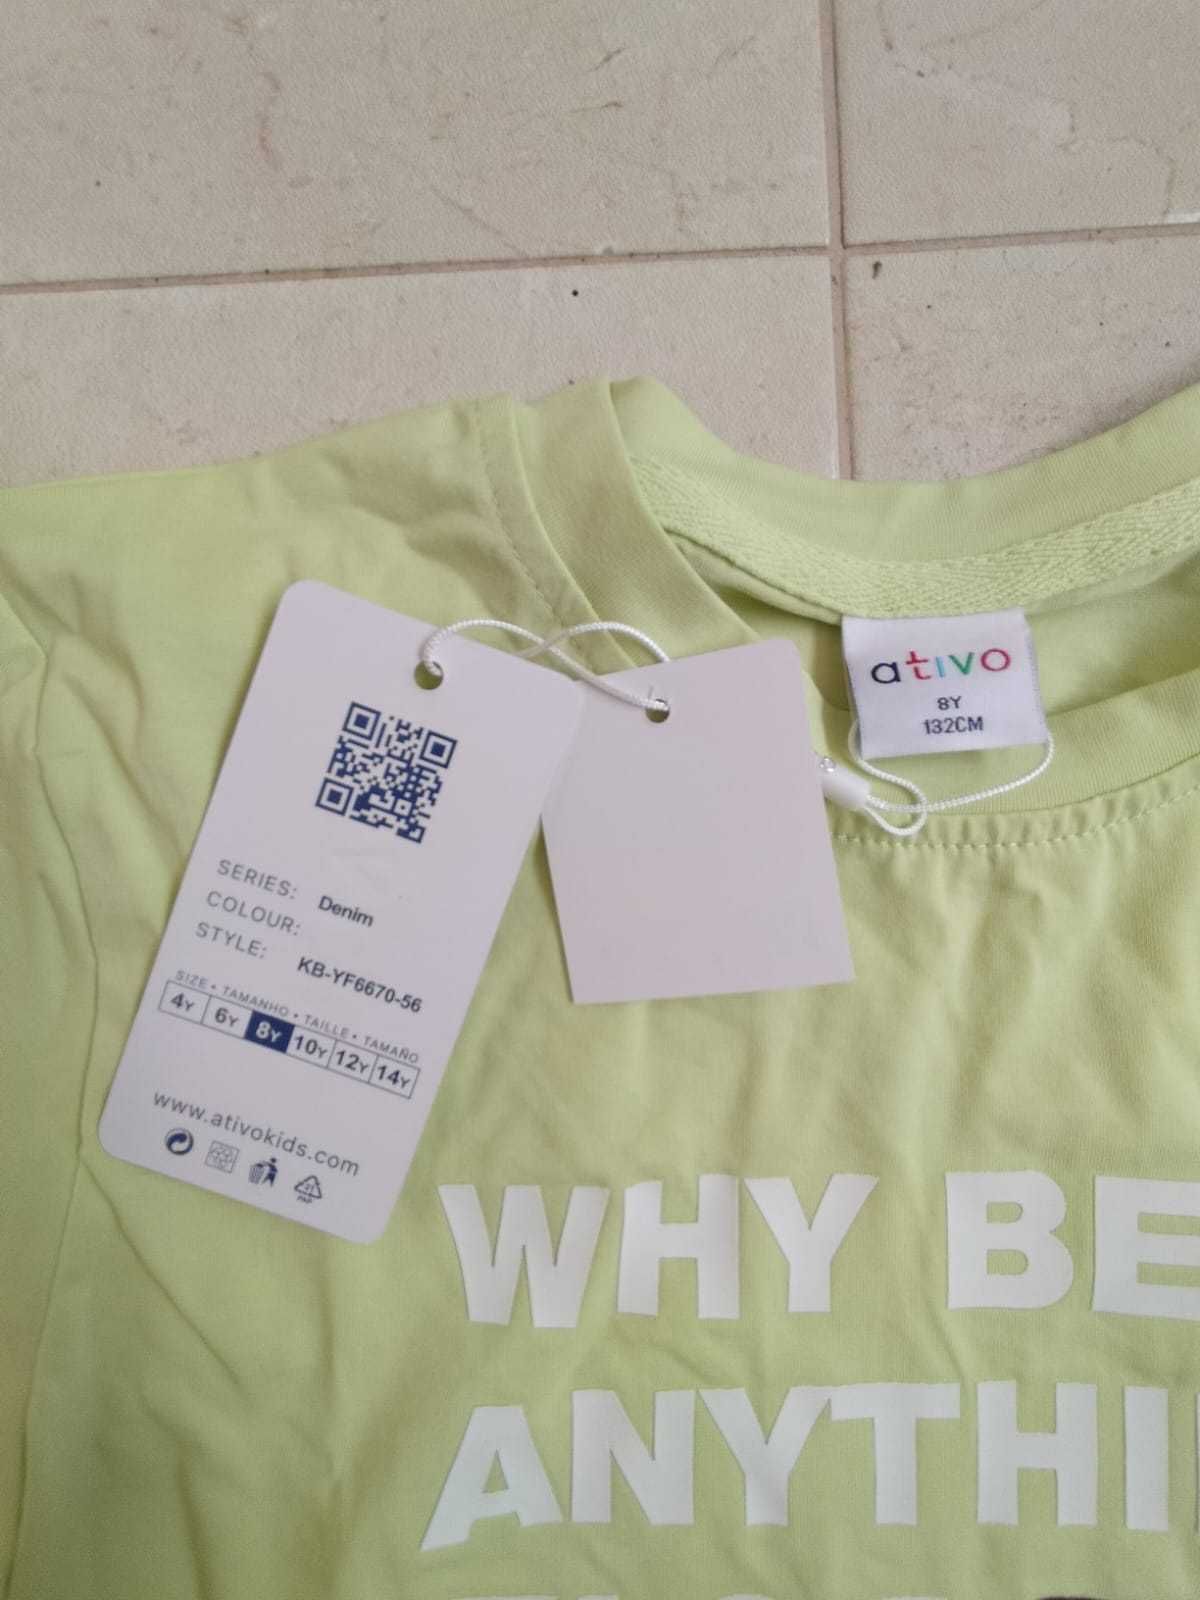 ativo
8Y
132CM
SERIES: Denim
COLOUR:
STYLE: KB-YF6670-56
SIZE • TAMANHO • TAILLE • TAMAÑO
4Y 6Y 8Y 10Y 12Y 14Y
www.ativokids.com
PAP
WHY BE
ANYTHI